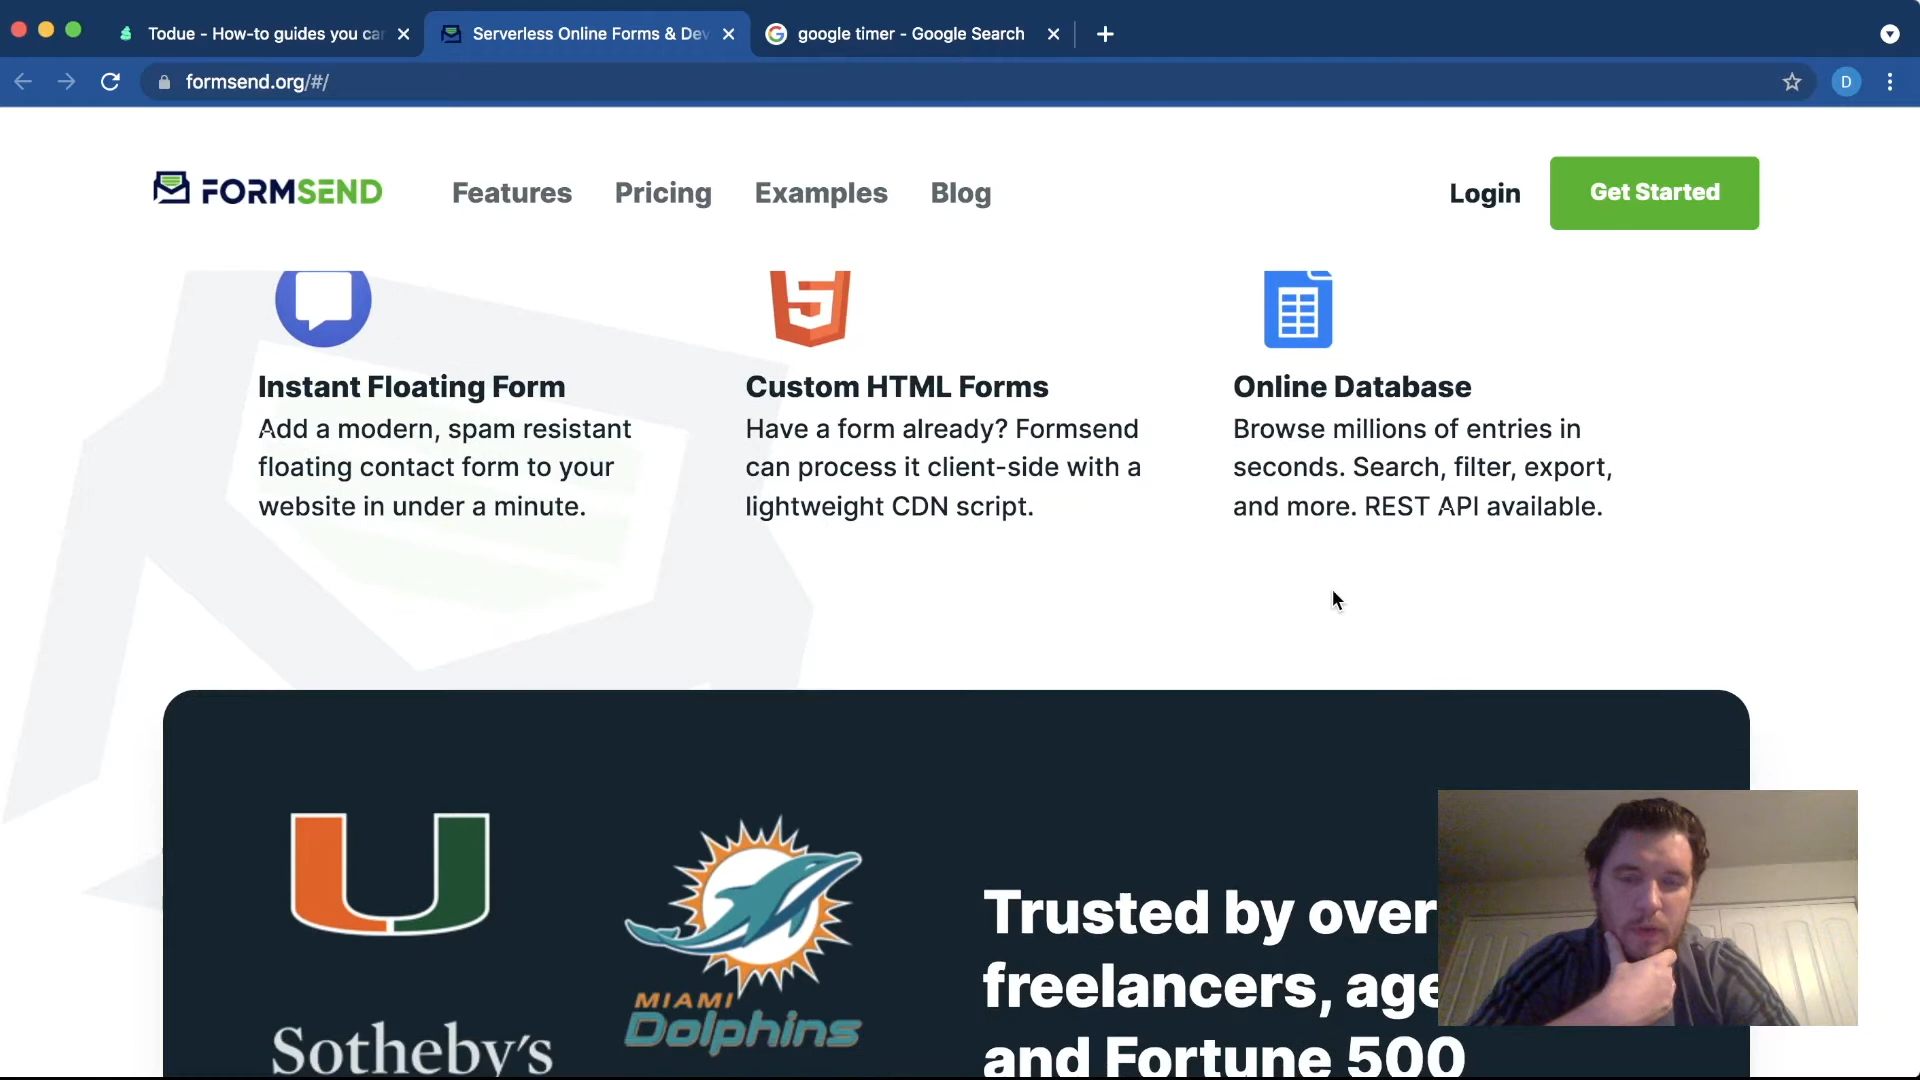 Todue - How-to guides you ca
Serverless Online Forms & Dev
google timer - Google Search
formsend.org/#/
D
FORMSEND
Features
Pricing
Examples
Blog
Login
Get Started
Instant Floating Form
Add a modern, spam resistant
floating contact form to your
website in under a minute.
Custom HTML Forms
Have a form already? Formsend
can process it client-side with a
lightweight CDN script.
Online Database
Browse millions of entries in
seconds. Search, filter, export,
and more. REST API available.
U
MIAMI
Dolphins
Sotheby's
Trusted by over
freelancers, age
and Fortune 500